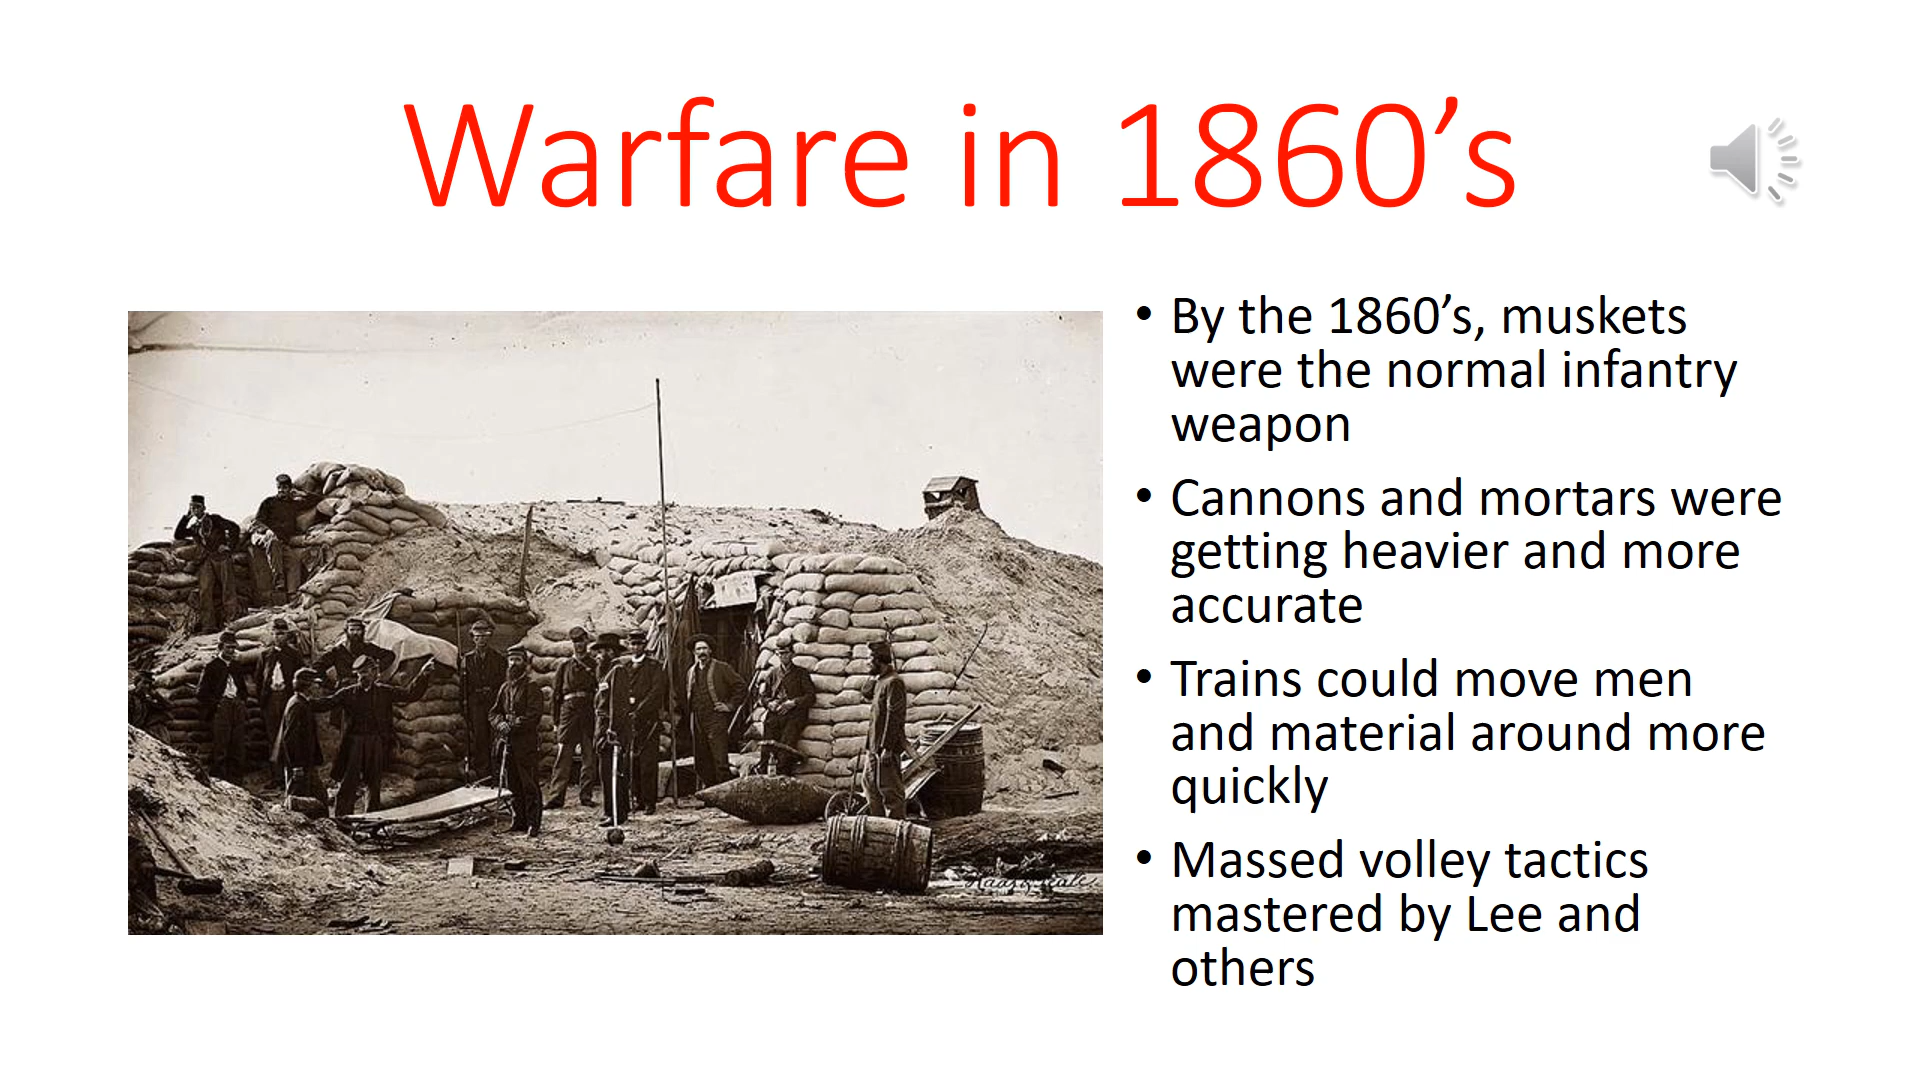 Warfare in 1860’s
• By the 1860’s, muskets
were the normal infantry
weapon
• Cannons and mortars were
getting heavier and more
accurate
• Trains could move men
and material around more
quickly
• Massed volley tactics
mastered by Lee and
others